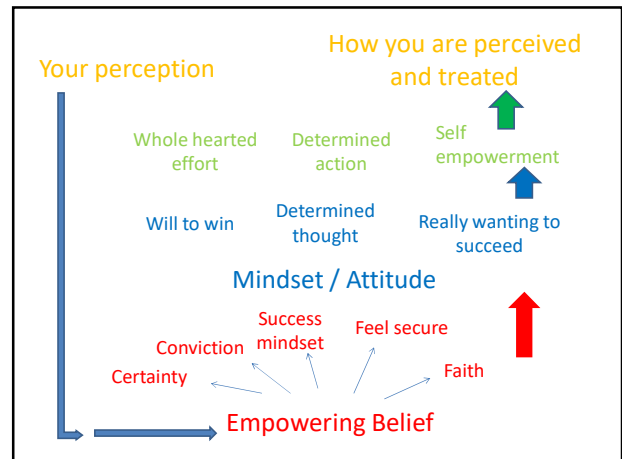 Your perception
How you are perceived
and treated
Whole hearted
effort
Determined
action
Self
empowerment
Will to win
Determined
thought
Really wanting to
succeed
Mindset / Attitude
Certainty
Conviction
Success
mindset
Feel secure
Faith
Empowering Belief